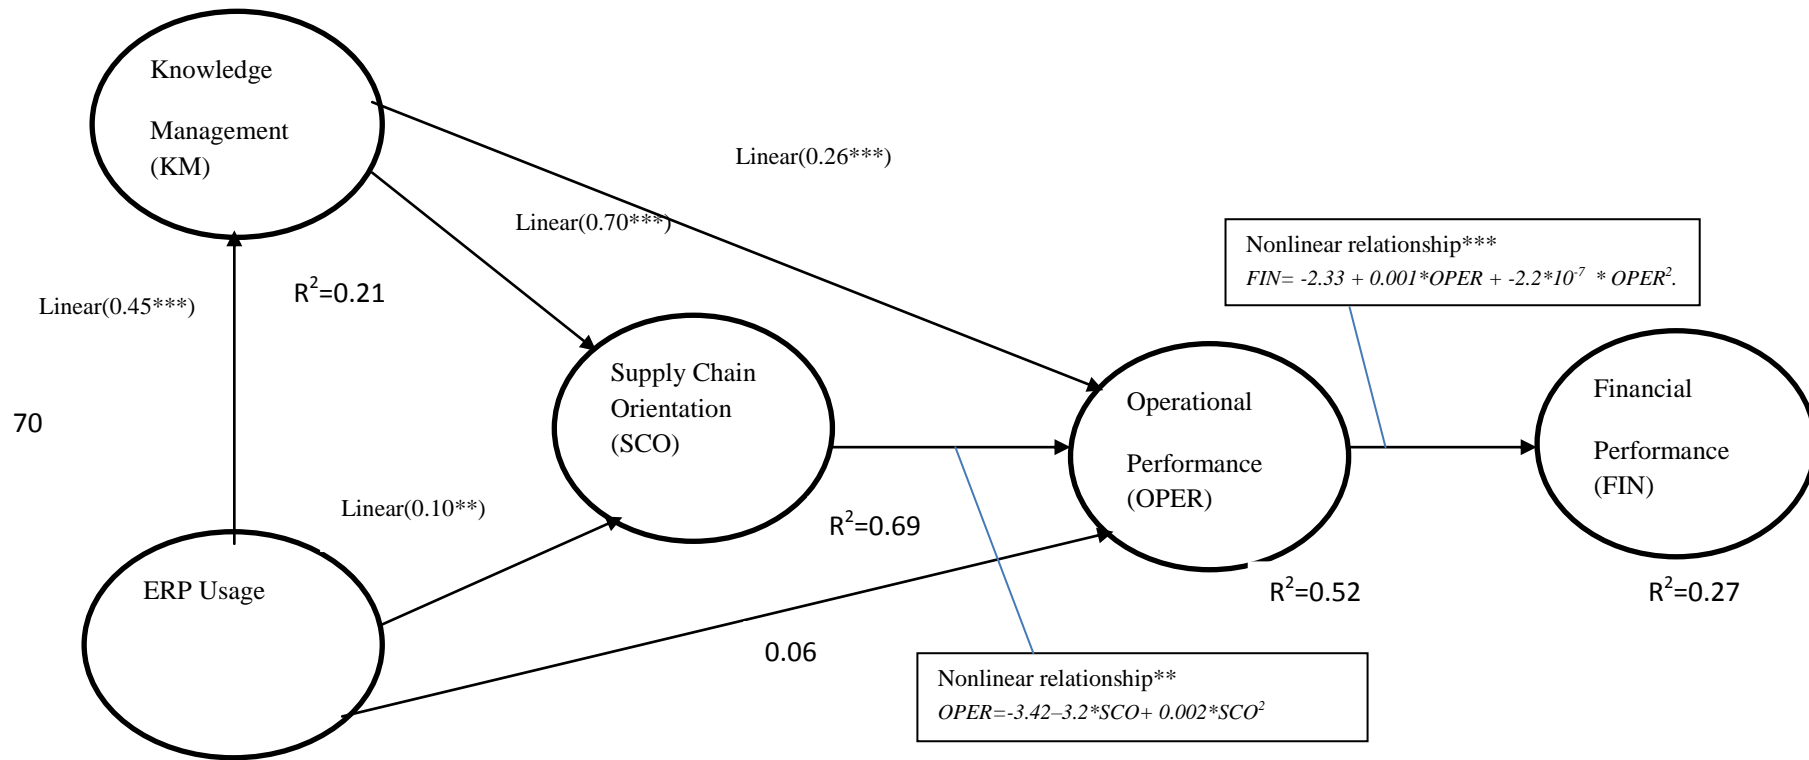 Knowledge
Management
(KM)
Linear(0.26***)
Linear(0.70***)
Nonlinear relationship***
FIN= -2.33 + 0.001*OPER + -2.2*10⁻⁷ * OPER².
Linear(0.45***)
R²=0.21
Supply Chain
Orientation
(SCO)
Operational
Performance
(OPER)
Financial
Performance
(FIN)
70
Linear(0.10**)
R²=0.69
ERP Usage
R²=0.52
R²=0.27
0.06
Nonlinear relationship**
OPER=-3.42–3.2*SCO+ 0.002*SCO²